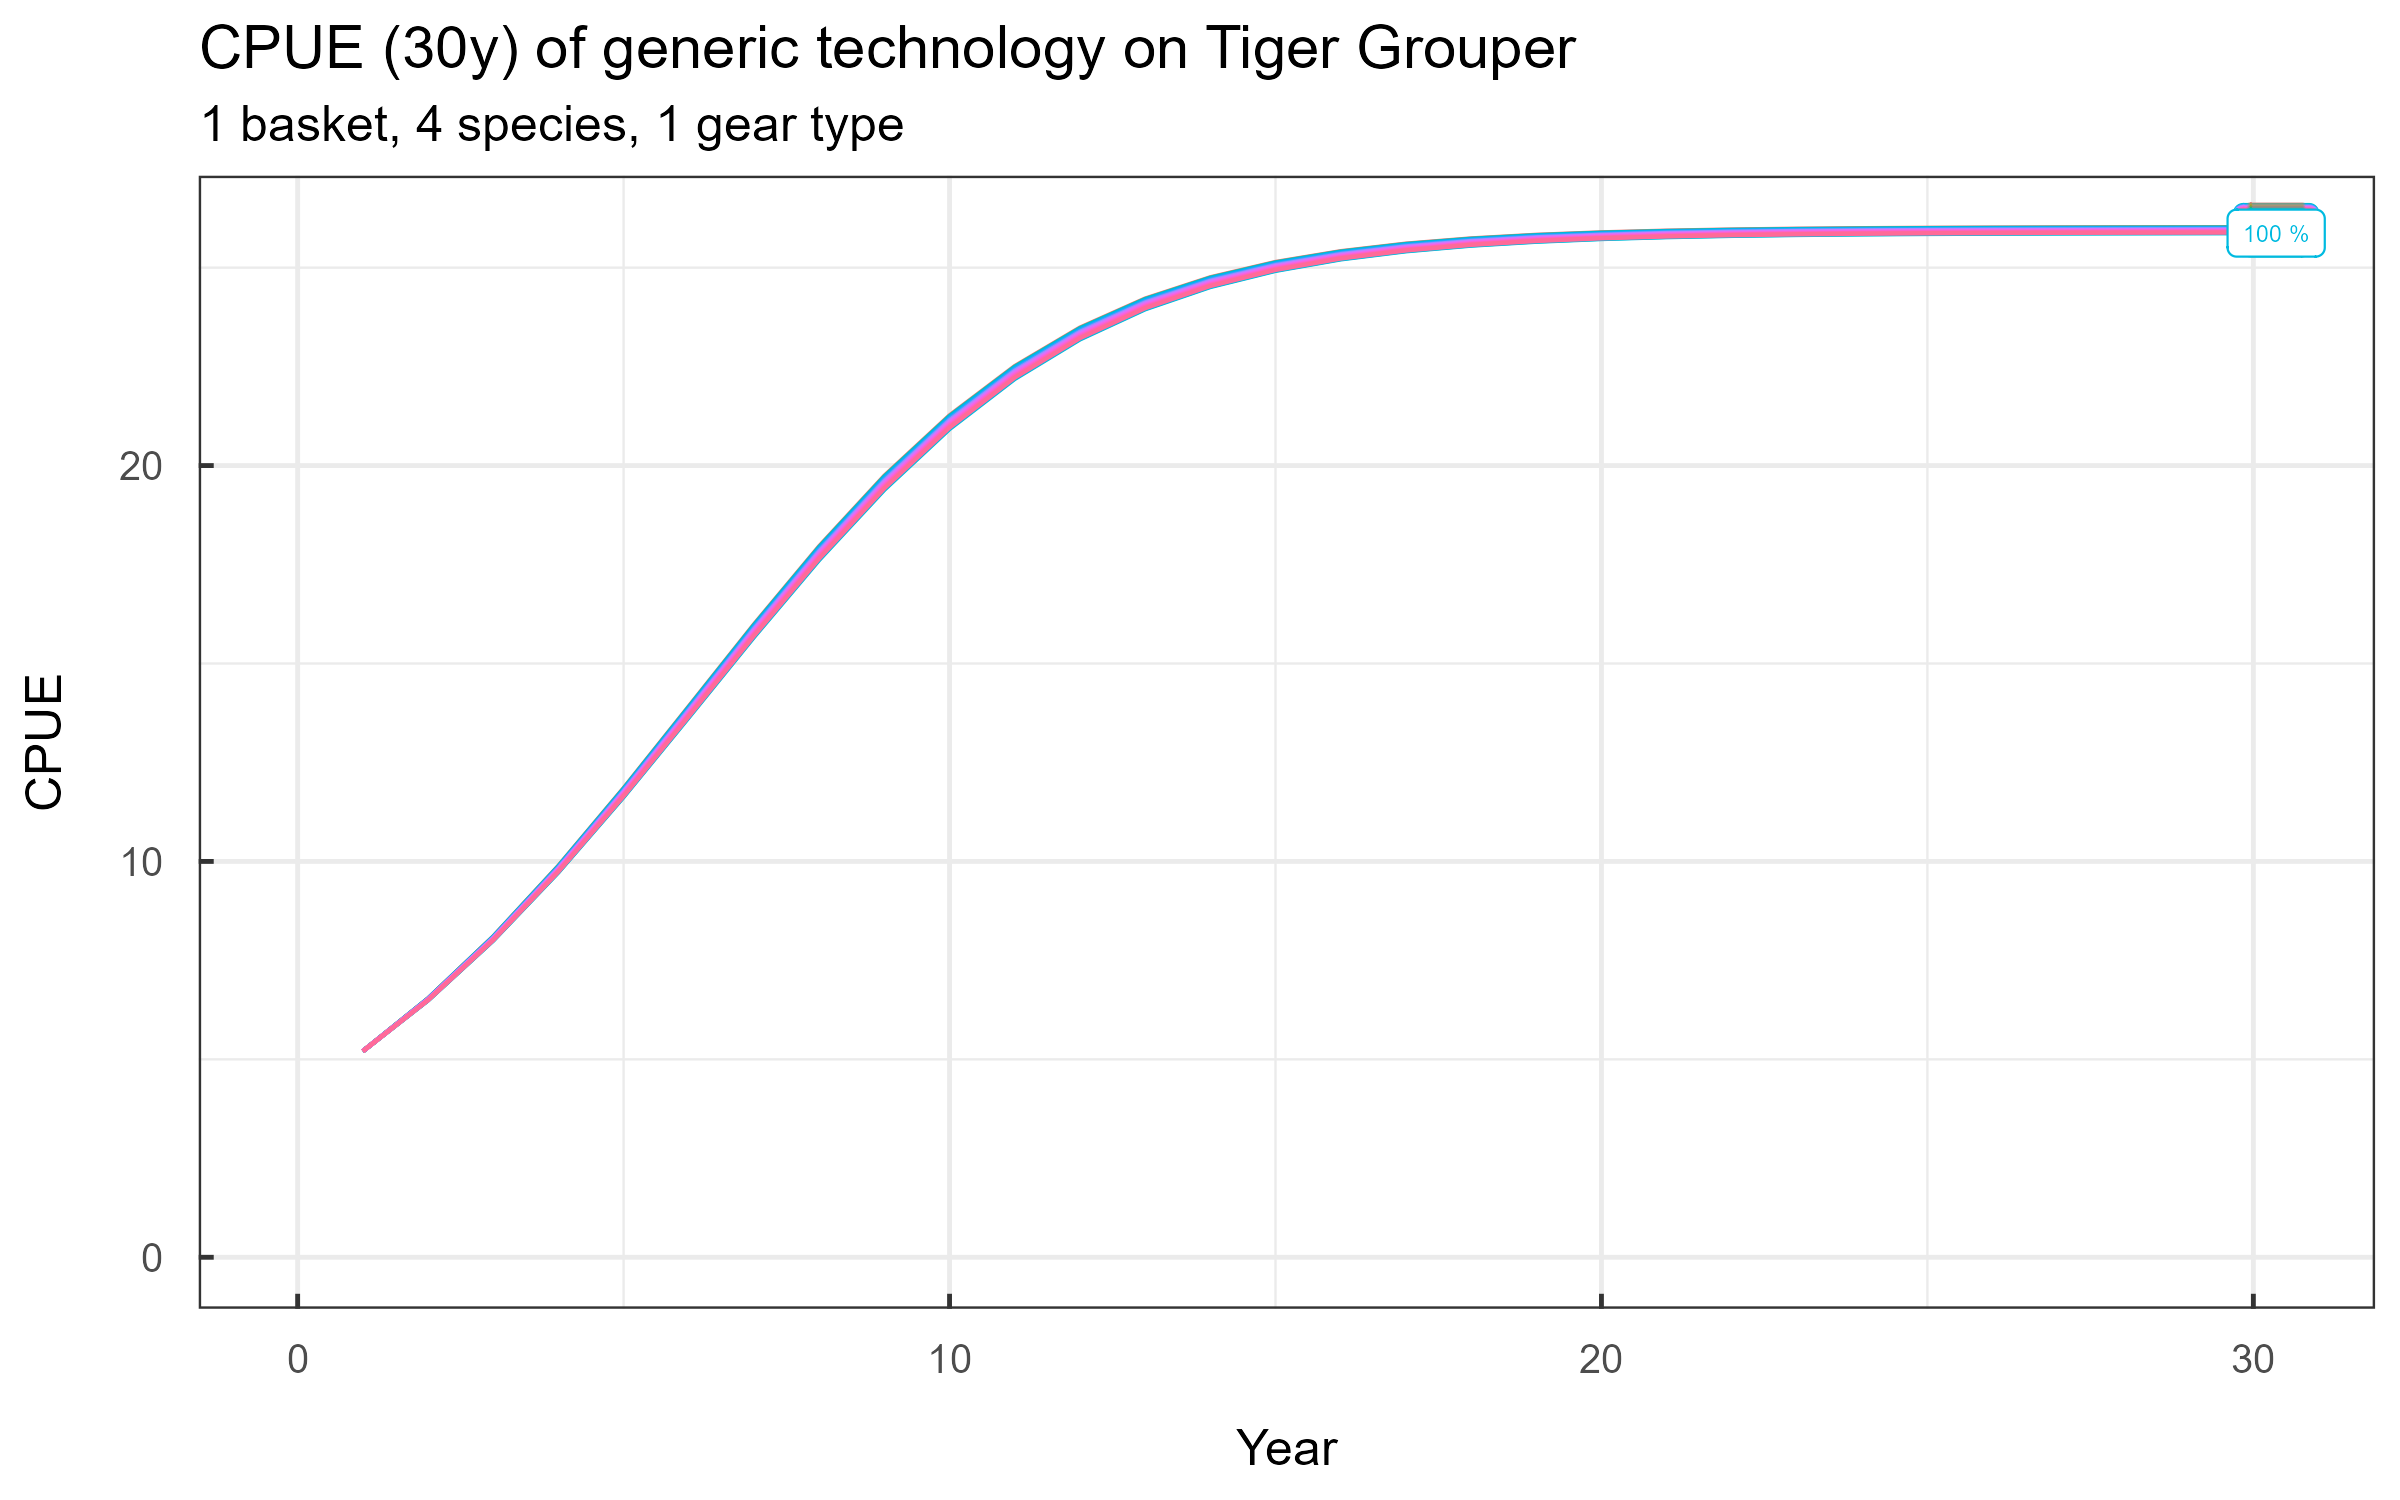 CPUE (30y) of generic technology on Tiger Grouper
1 basket, 4 species, 1 gear type
100 %
20
10
0
CPUE
0 10 20 30
Year